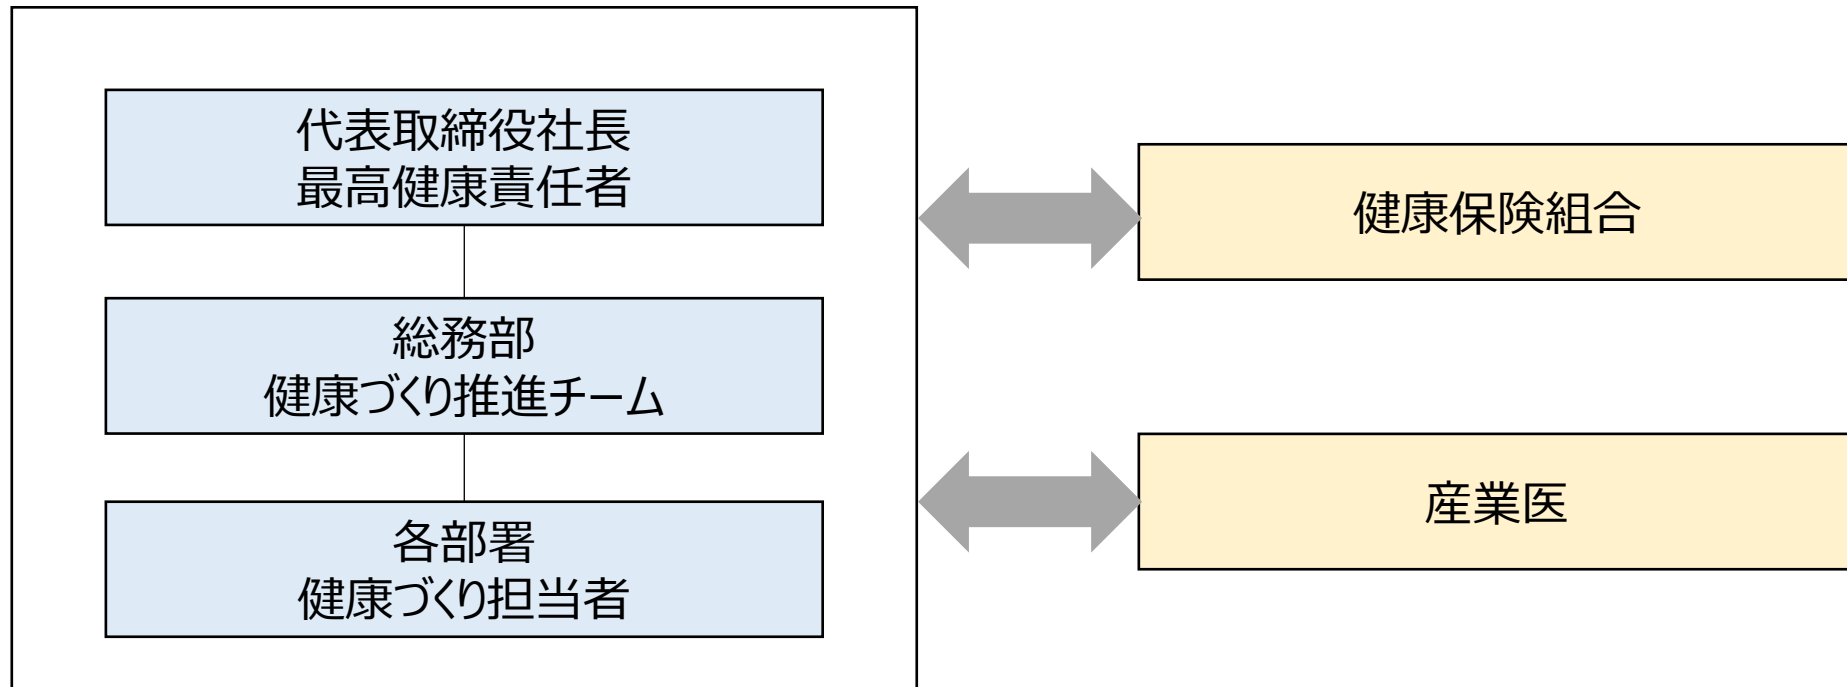 代表取締役社長
最高健康責任者
総務部
健康づくり推進チーム
各部署
健康づくり担当者
健康保険組合
産業医